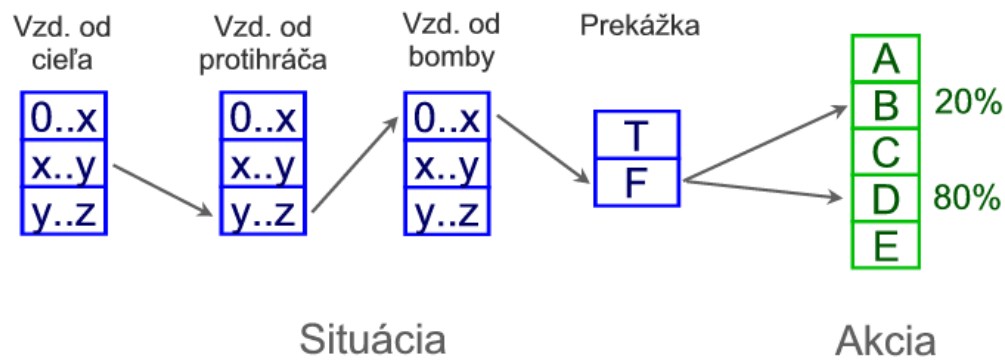 Vzd. od
cieľa
Vzd. od
protihráča
Vzd. od
bomby
Prekážka
0..x
x..y
y..z
0..x
x..y
y..z
0..x
x..y
y..z
T
F
A
B 20%
C
D 80%
E
Situácia
Akcia